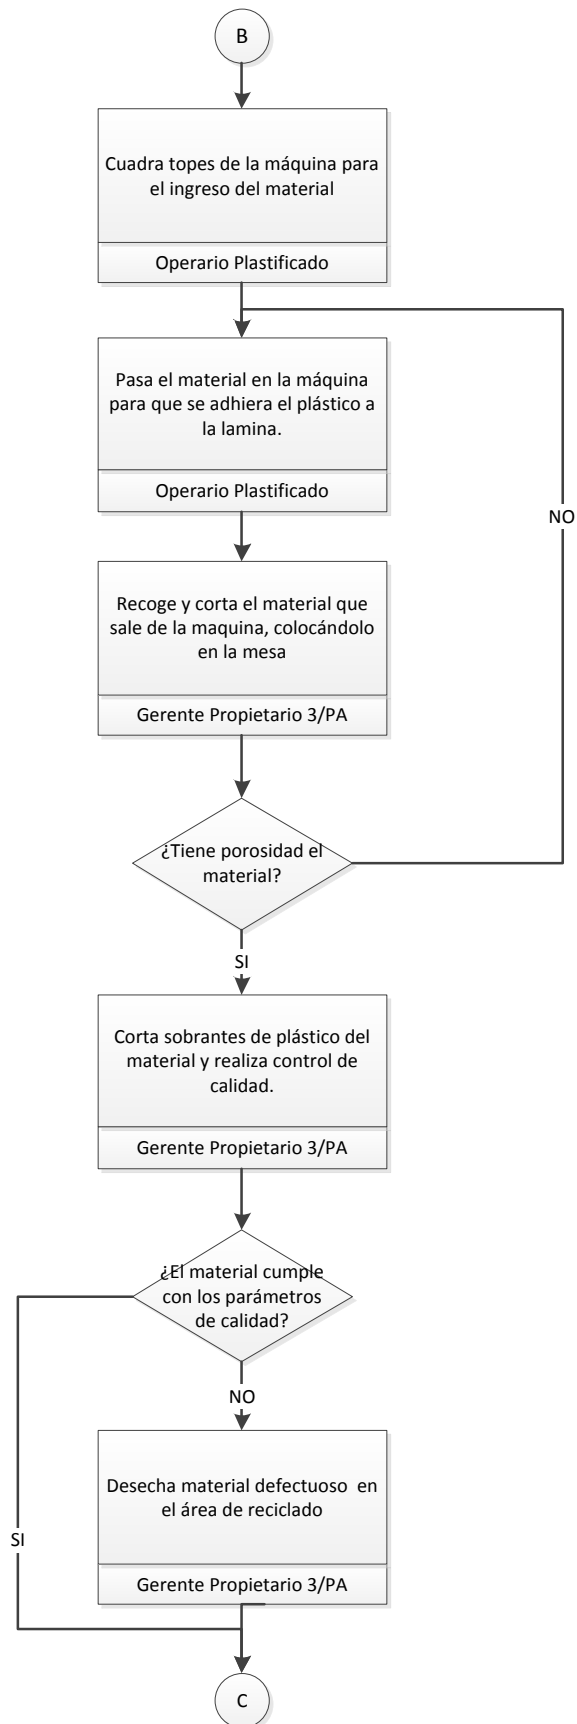 B
Cuadra topes de la máquina para
el ingreso del material
Operario Plastificado
Pasa el material en la máquina
para que se adhiera el plástico a
la lamina.
Operario Plastificado
NO
Recoge y corta el material que
sale de la maquina, colocándolo
en la mesa
Gerente Propietario 3/PA
¿Tiene porosidad el
material?
SI
Corta sobrantes de plástico del
material y realiza control de
calidad.
Gerente Propietario 3/PA
¿El material cumple
con los parámetros
de calidad?
NO
Desecha material defectuoso en
el área de reciclado
SI
Gerente Propietario 3/PA
C